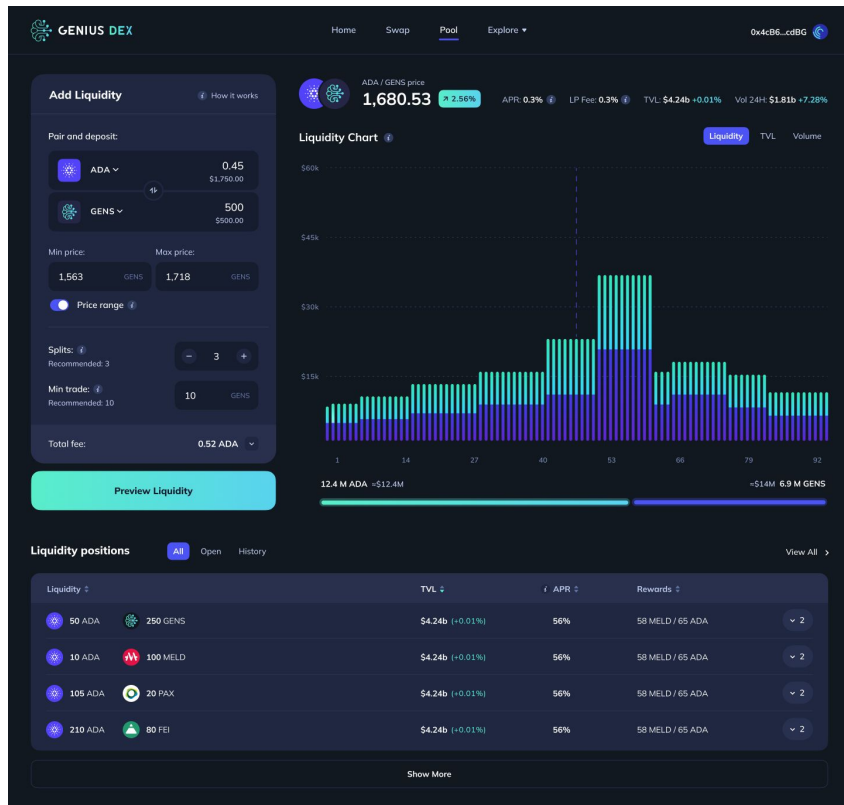 GENIUS DEX
Home Swap Pool Explore
0x4cB6...cdBG
Add Liquidity
i How it works
Pair and deposit:
ADA
0.45
$1,750.00
GENS
500
$500.00
Min price: Max price:
1,563 GENS 1,718 GENS
Price range i
Splits: i
Recommended: 3
- 3 +
Min trade: i
Recommended: 10
10 GENS
Total fee: 0.52 ADA
Preview Liquidity
ADA / GENS price
1,680.53 2.56%
APR: 0.3% i LP Fee: 0.3% i TVL: $4.24b +0.01% Vol 24H: $1.81b +7.28%
Liquidity Chart i
Liquidity TVL Volume
$60k
$45k
$30k
$15k
1 14 27 40 53 66 79 92
12.4 M ADA ≈$12.4M ≈$14M 6.9 M GENS
Liquidity positions All Open History View All
Liquidity TVL i APR Rewards
50 ADA 250 GENS $4.24b (+0.01%) 56% 58 MELD / 65 ADA 2
10 ADA 100 MELD $4.24b (+0.01%) 56% 58 MELD / 65 ADA 2
105 ADA 20 PAX $4.24b (+0.01%) 56% 58 MELD / 65 ADA 2
210 ADA 80 FEI $4.24b (+0.01%) 56% 58 MELD / 65 ADA 2
Show More